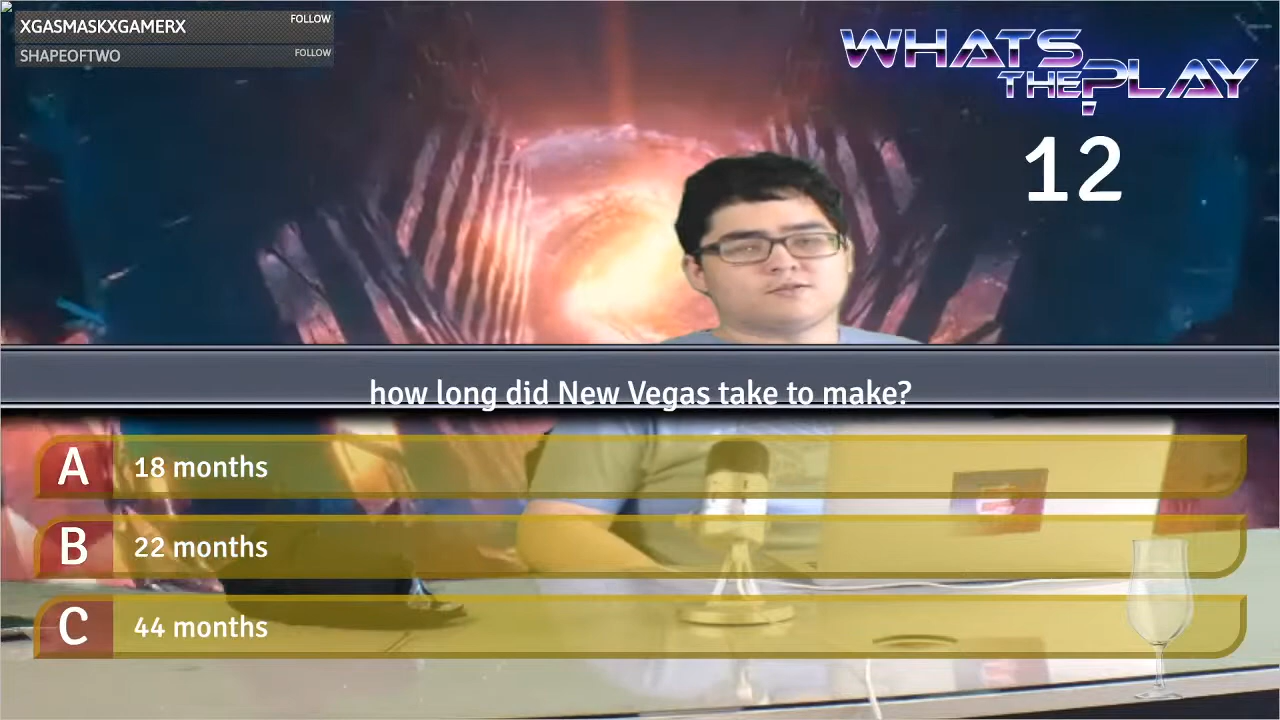 XGASMASKXGAMERX FOLLOW
SHAPEOFTWO FOLLOW
WHATS
THE PLAY
12
how long did New Vegas take to make?
A 18 months
B 22 months
C 44 months